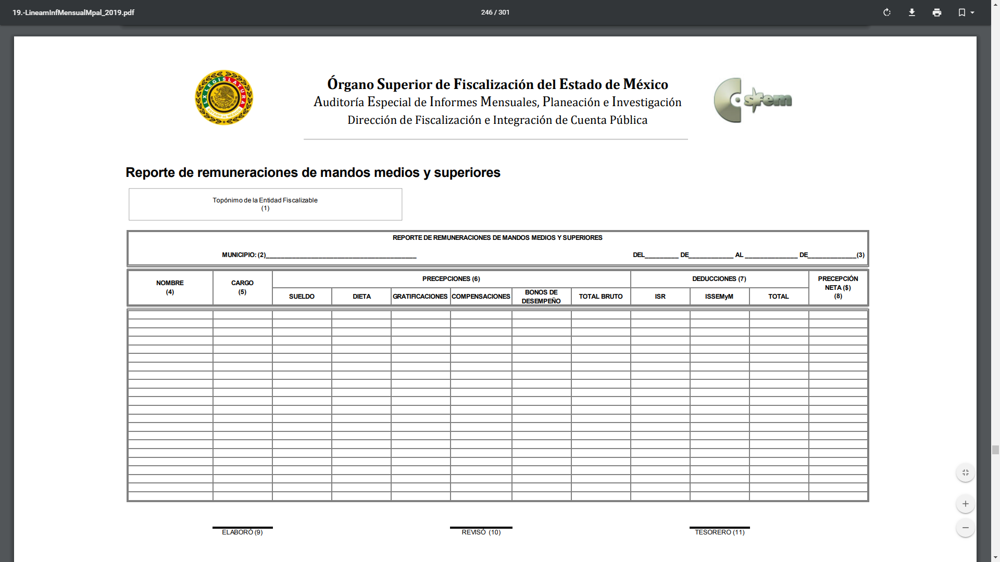 19.-LineamInfMensualMpal_2019.pdf
246 / 301
LX LEGISLATURA
ESTADO DE MÉXICO
Órgano Superior de Fiscalización del Estado de México
Auditoría Especial de Informes Mensuales, Planeación e Investigación
Dirección de Fiscalización e Integración de Cuenta Pública
osfem
Reporte de remuneraciones de mandos medios y superiores
Topónimo de la Entidad Fiscalizable
(1)
REPORTE DE REMUNERACIONES DE MANDOS MEDIOS Y SUPERIORES
MUNICIPIO: (2)________________________________________ DEL_________ DE____________ AL ______________ DE_____________(3)
NOMBRE
(4)
CARGO
(5)
PRECEPCIONES (6)
DEDUCCIONES (7)
PRECEPCIÓN
NETA ($)
(8)
SUELDO
DIETA
GRATIFICACIONES
COMPENSACIONES
BONOS DE
DESEMPEÑO
TOTAL BRUTO
ISR
ISSEMyM
TOTAL
ELABORÓ (9)
REVISÓ (10)
TESORERO (11)